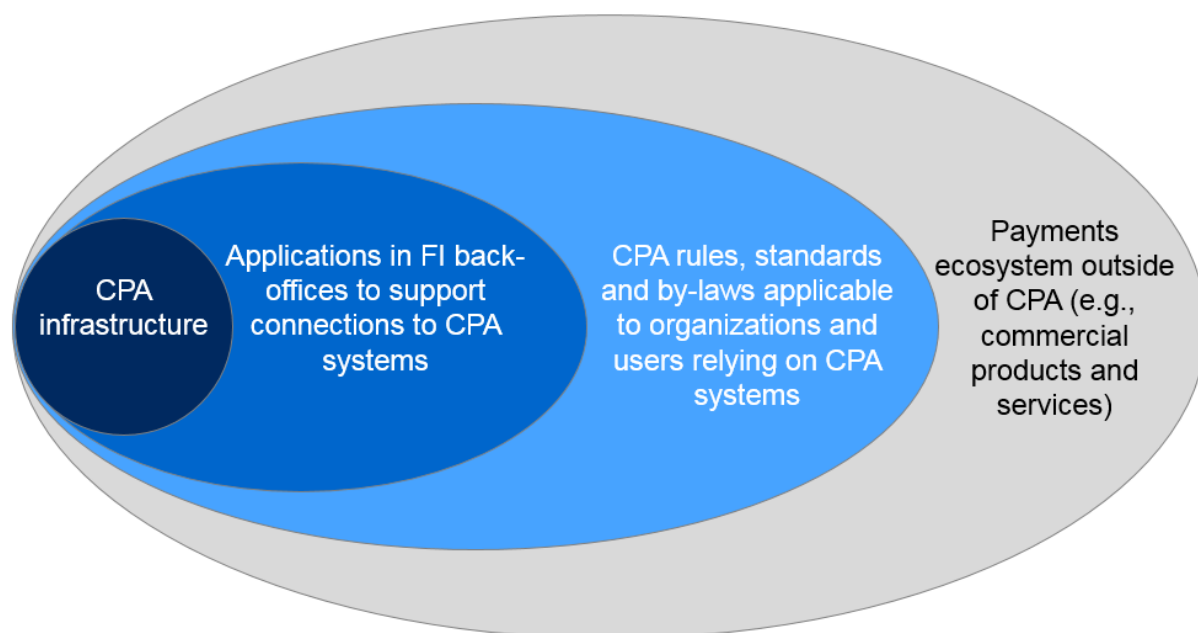 CPA
infrastructure
Applications in FI back-
offices to support
connections to CPA
systems
CPA rules, standards
and by-laws applicable
to organizations and
users relying on CPA
systems
Payments
ecosystem outside
of CPA (e.g.,
commercial
products and
services)